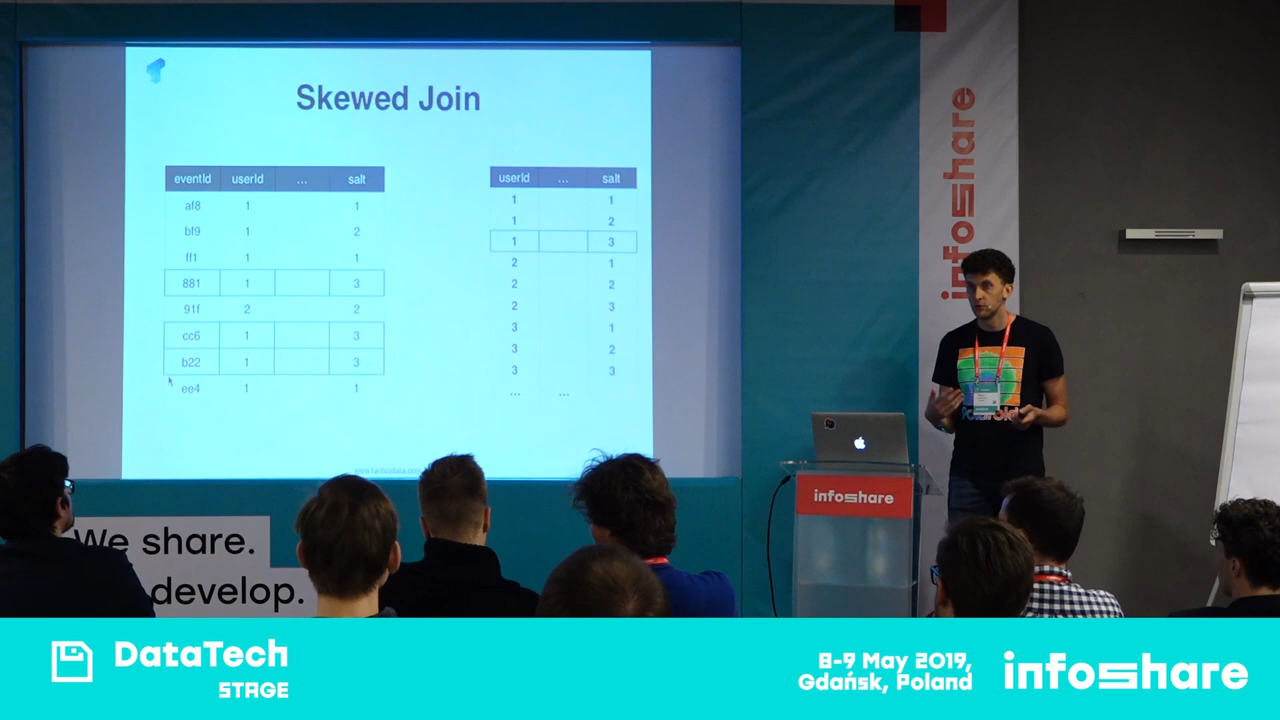 Skewed Join
eventId userId ... salt
af8 1 1
bf9 1 2
ff1 1 1
881 1 3
91f 2 2
cc6 1 3
b22 1 3
ee4 1 1
userId ... salt
1 1
1 2
1 3
2 1
2 2
2 3
3 1
3 2
3 3
... ...
infoshare
infoshare
We share.
develop.
DataTech
STAGE
8-9 May 2019,
Gdańsk, Poland
infoshare